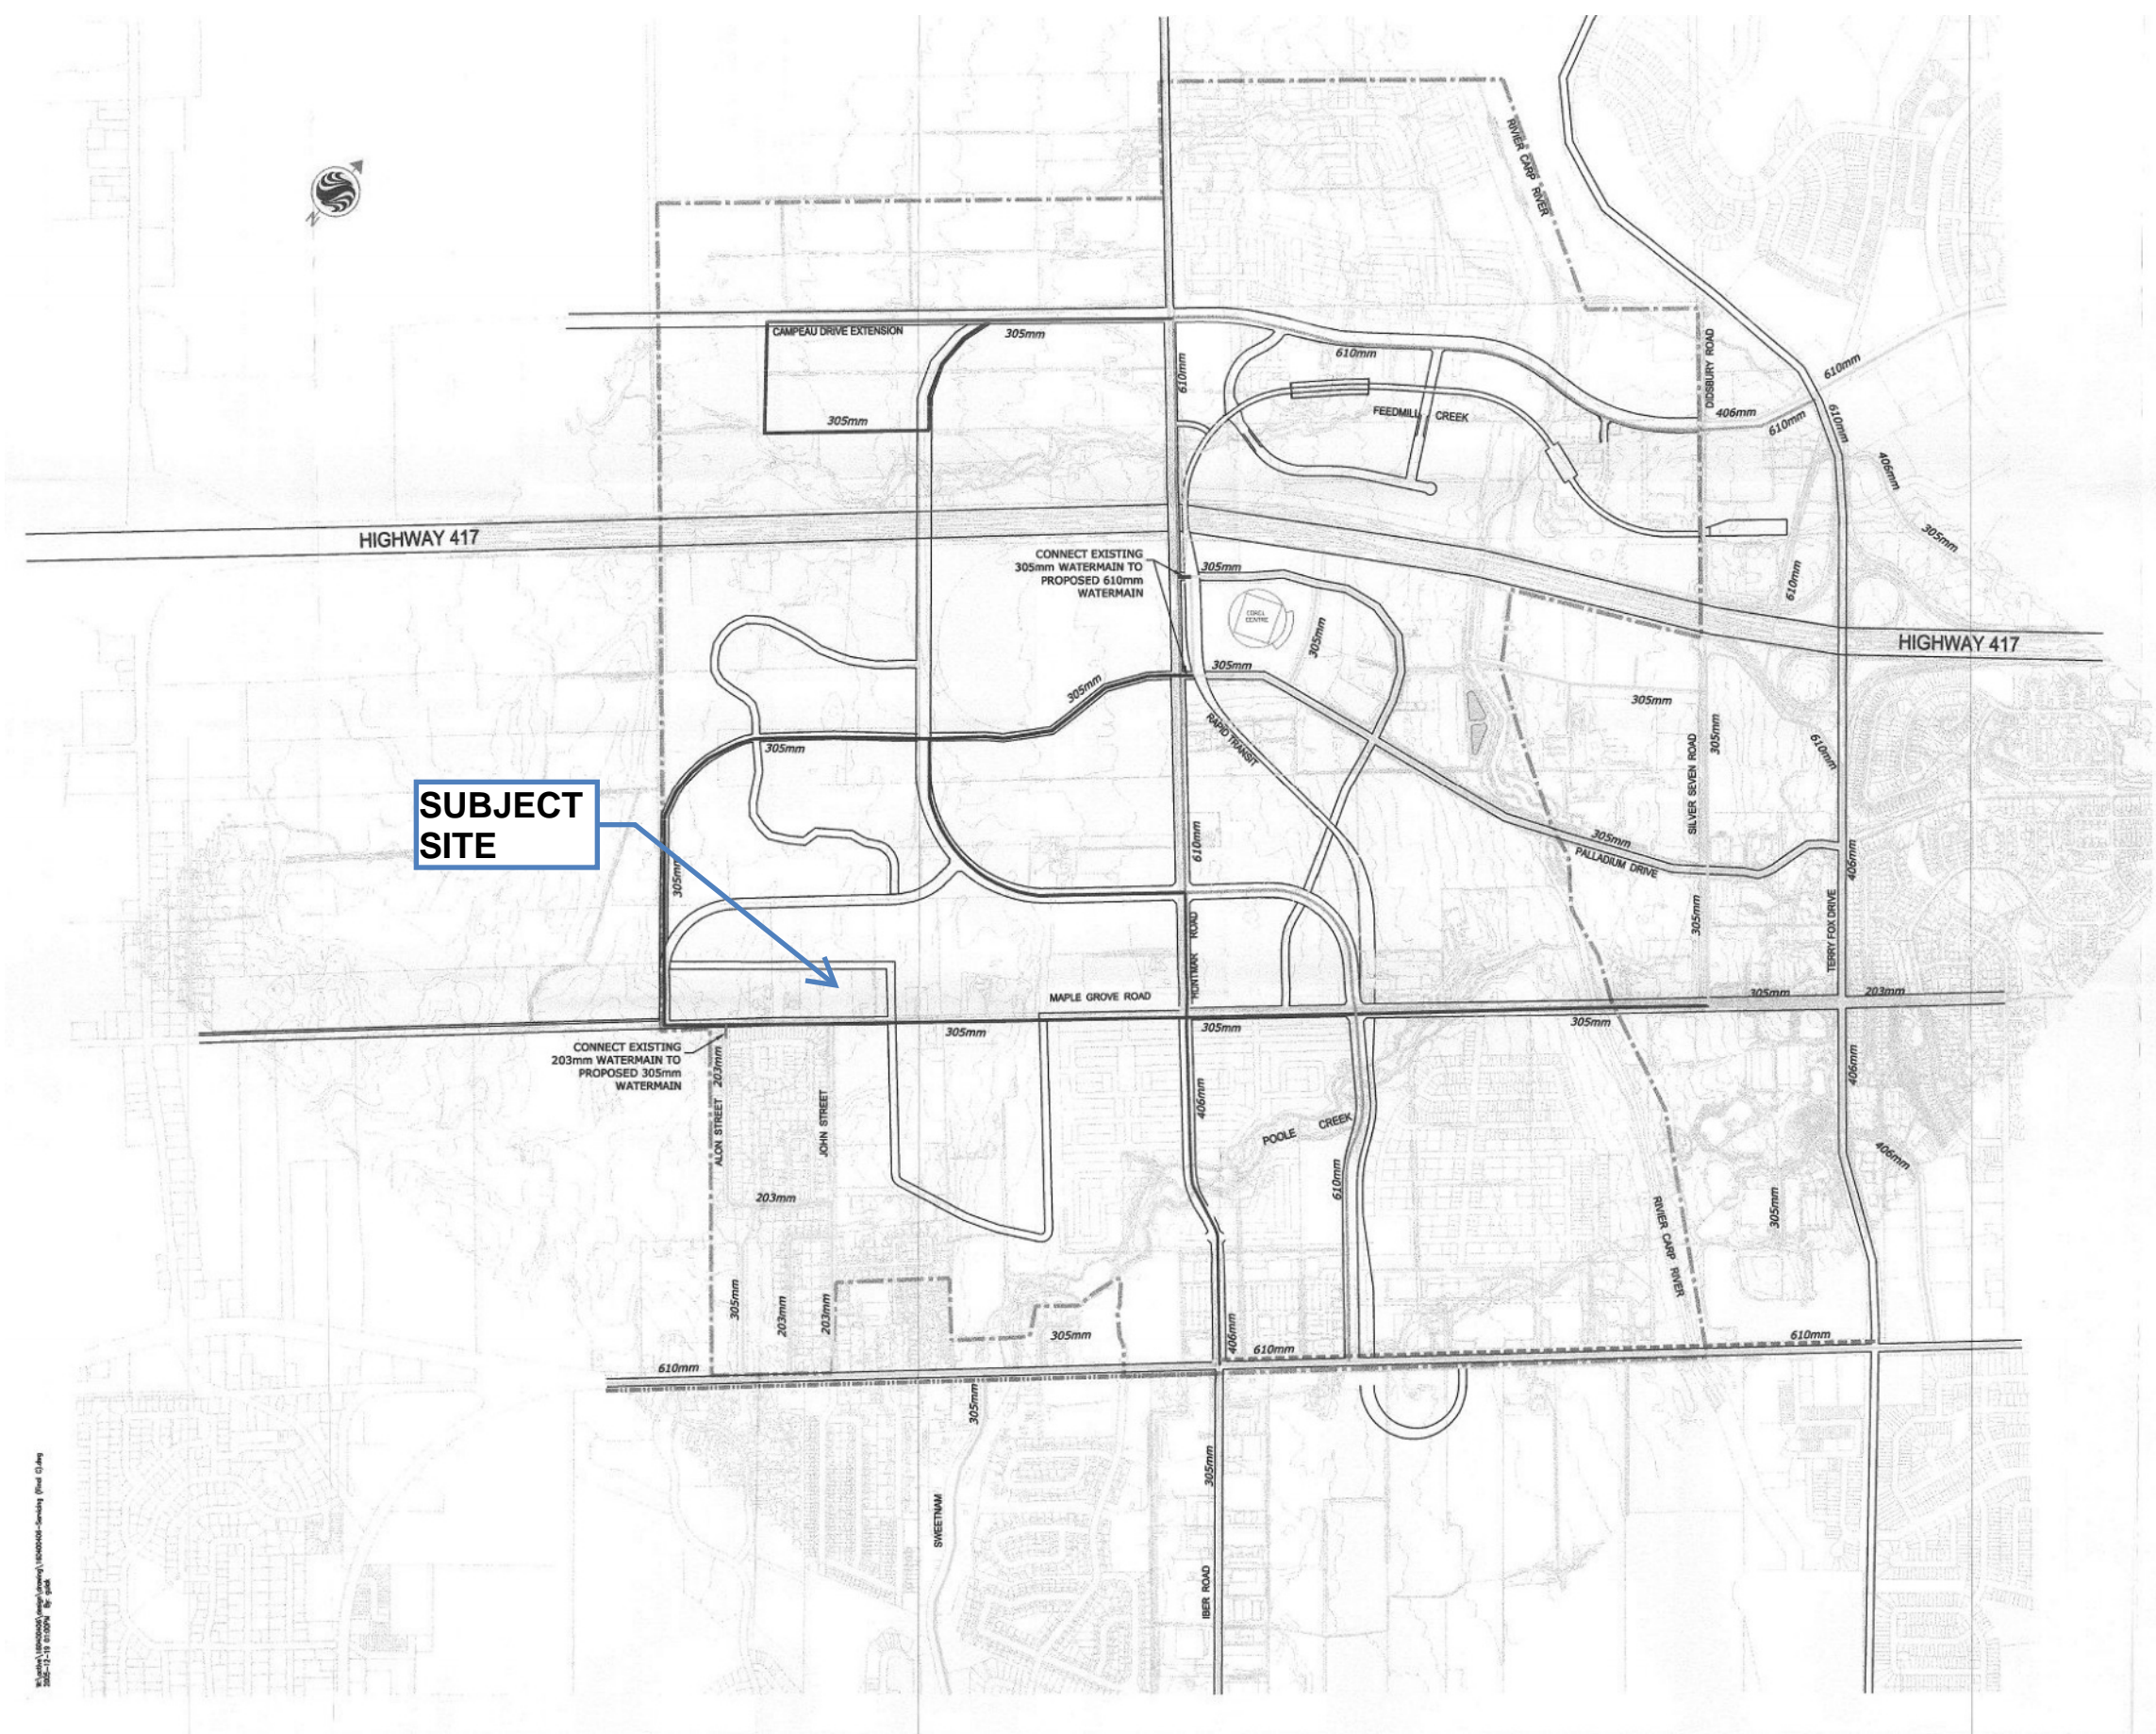 RIVIER CARP RIVER
N
CAMPEAU DRIVE EXTENSION
305mm
610mm
610mm
DIDSBURY ROAD
610mm
305mm
FEEDMILL CREEK
406mm
610mm
610mm
406mm
305mm
HIGHWAY 417
CONNECT EXISTING
305mm WATERMAIN TO
PROPOSED 610mm
WATERMAIN
305mm
610mm
COREL
CENTRE
305mm
HIGHWAY 417
305mm
305mm
305mm
RAPID TRANSIT
305mm
305mm
SILVER SEVEN ROAD
610mm
SUBJECT
SITE
305mm
610mm
305mm
PALLADIUM DRIVE
406mm
305mm
TERRY FOX DRIVE
HUNTMAR ROAD
MAPLE GROVE ROAD
305mm
203mm
305mm
305mm
305mm
CONNECT EXISTING
203mm WATERMAIN TO
PROPOSED 305mm
WATERMAIN
203mm
ALON STREET
JOHN STREET
406mm
406mm
POOLE CREEK
406mm
203mm
610mm
305mm
RIVIER CARP RIVER
305mm
203mm
203mm
305mm
406mm
610mm
610mm
610mm
305mm
305mm
SWEETNAM
IBER ROAD